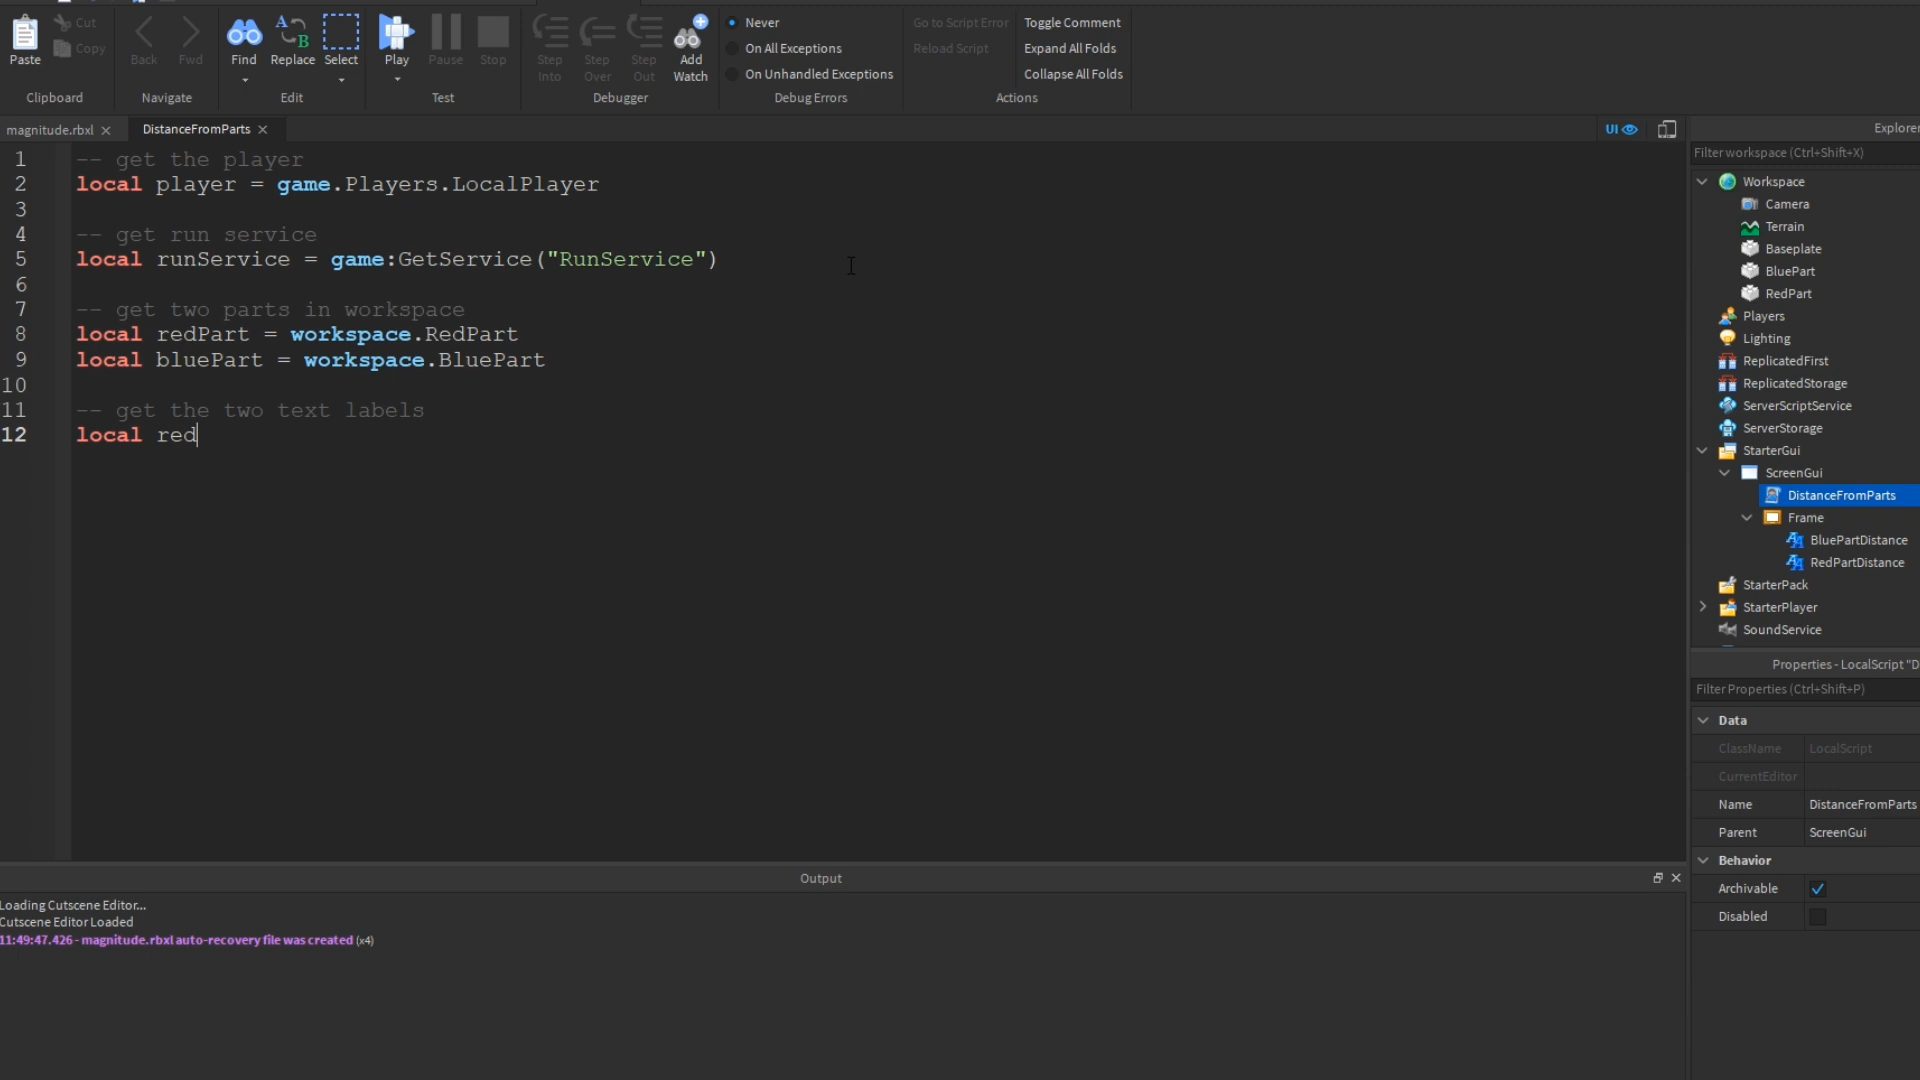 Paste
Cut
Copy
Clipboard
Back
Fwd
Navigate
Find
Replace
Select
Edit
Play
Pause
Stop
Test
Step Into
Step Over
Step Out
Add Watch
Debugger
Never
On All Exceptions
On Unhandled Exceptions
Debug Errors
Go to Script Error
Reload Script
Toggle Comment
Expand All Folds
Collapse All Folds
Actions
magnitude.rbxl
DistanceFromParts
UI
1 -- get the player
2 local player = game.Players.LocalPlayer
3
4 -- get run service
5 local runService = game:GetService("RunService")
6
7 -- get two parts in workspace
8 local redPart = workspace.RedPart
9 local bluePart = workspace.BluePart
10
11 -- get the two text labels
12 local red
Output
Loading Cutscene Editor...
Cutscene Editor Loaded
11:49:47.426 - magnitude.rbxl auto-recovery file was created (x4)
Explorer
Filter workspace (Ctrl+Shift+X)
Workspace
Camera
Terrain
Baseplate
BluePart
RedPart
Players
Lighting
ReplicatedFirst
ReplicatedStorage
ServerScriptService
ServerStorage
StarterGui
ScreenGui
DistanceFromParts
Frame
BluePartDistance
RedPartDistance
StarterPack
StarterPlayer
SoundService
Properties - LocalScript "D
Filter Properties (Ctrl+Shift+P)
Data
ClassName LocalScript
CurrentEditor
Name DistanceFromParts
Parent ScreenGui
Behavior
Archivable
Disabled